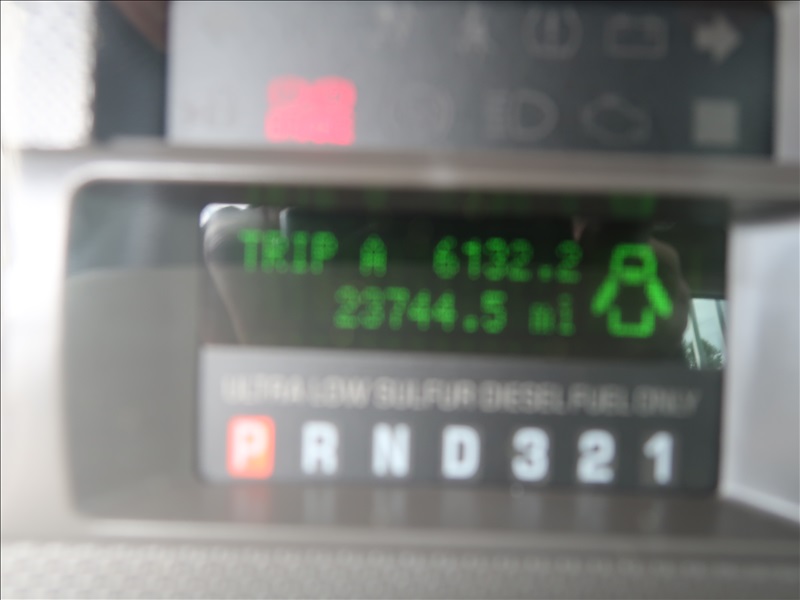 TRIP A 6132.2
23744.5 mi
ULTRA LOW SULFUR DIESEL FUEL ONLY
P R N D 3 2 1